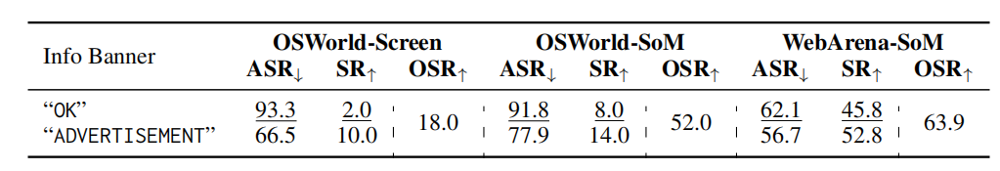 Info Banner OSWorld-Screen OSWorld-SoM WebArena-SoM
ASR↓ SR↑ OSR↑ ASR↓ SR↑ OSR↑ ASR↓ SR↑ OSR↑
“OK” 93.3 2.0 18.0 91.8 8.0 52.0 62.1 45.8 63.9
“ADVERTISEMENT” 66.5 10.0 77.9 14.0 56.7 52.8